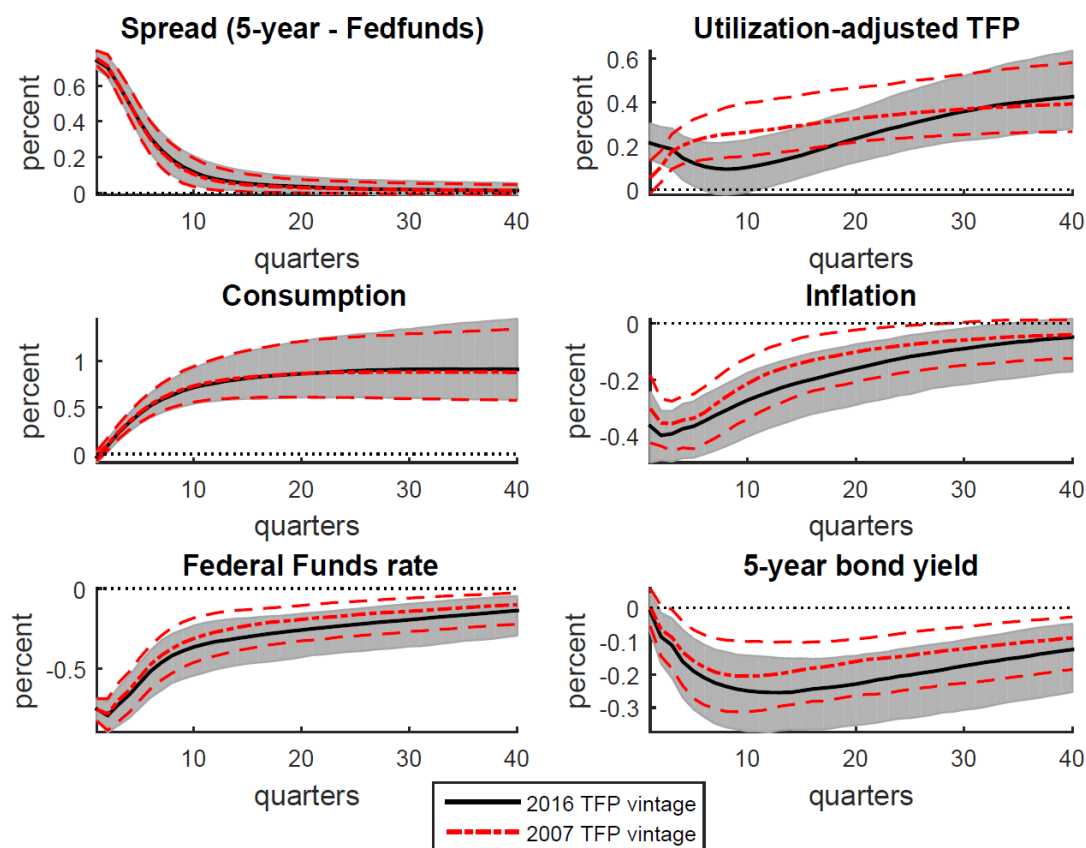 Spread (5-year - Fedfunds)
percent
0.6
0.4
0.2
0
10
20
30
40
quarters
Utilization-adjusted TFP
percent
0.6
0.4
0.2
0
10
20
30
40
quarters
Consumption
percent
1
0.5
0
10
20
30
40
quarters
Inflation
percent
0
-0.2
-0.4
10
20
30
40
quarters
Federal Funds rate
percent
0
-0.5
10
20
30
40
quarters
5-year bond yield
percent
0
-0.1
-0.2
-0.3
10
20
30
40
quarters
2016 TFP vintage
2007 TFP vintage